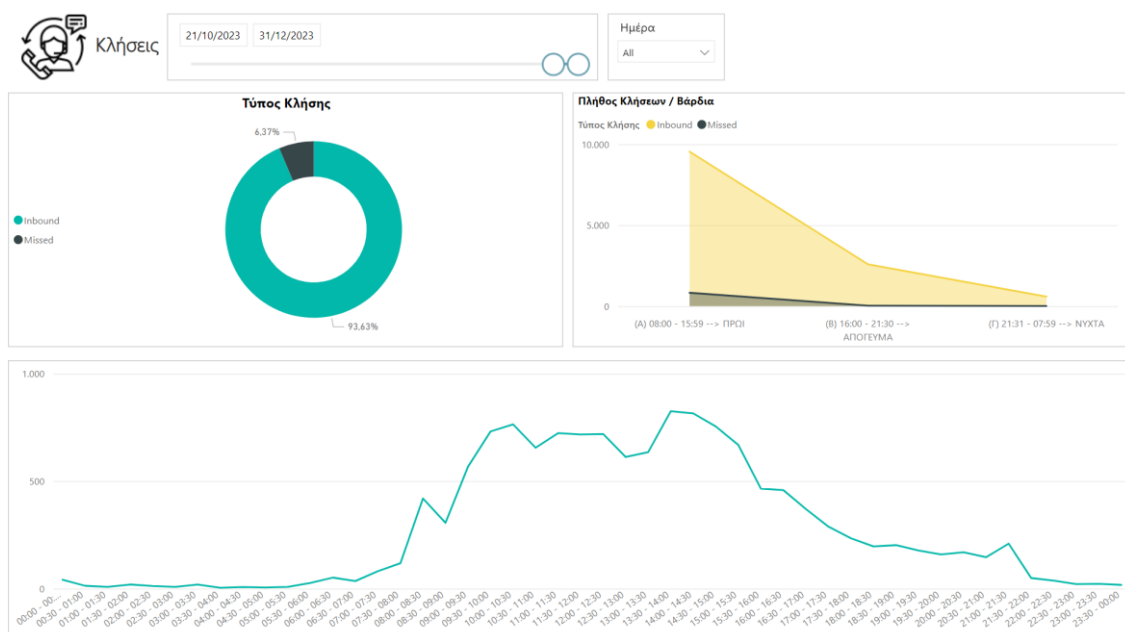 Κλήσεις
21/10/2023
31/12/2023
Ημέρα
All
Τύπος Κλήσης
6,37%
Inbound
Missed
93,63%
Πλήθος Κλήσεων / Βάρδια
Τύπος Κλήσης Inbound Missed
10.000
5.000
0
(Α) 08:00 - 15:59 --> ΠΡΩΙ
(Β) 16:00 - 21:30 -->
ΑΠΟΓΕΥΜΑ
(Γ) 21:31 - 07:59 --> ΝΥΧΤΑ
1.000
500
0
00:00 - 00:...
00:30 - 01:00
01:00 - 01:30
01:30 - 02:00
02:00 - 02:30
02:30 - 03:00
03:00 - 03:30
03:30 - 04:00
04:00 - 04:30
04:30 - 05:00
05:00 - 05:30
05:30 - 06:00
06:00 - 06:30
06:30 - 07:00
07:00 - 07:30
07:30 - 08:00
08:00 - 08:30
08:30 - 09:00
09:00 - 09:30
09:30 - 10:00
10:00 - 10:30
10:30 - 11:00
11:00 - 11:30
11:30 - 12:00
12:00 - 12:30
12:30 - 13:00
13:00 - 13:30
13:30 - 14:00
14:00 - 14:30
14:30 - 15:00
15:00 - 15:30
15:30 - 16:00
16:00 - 16:30
16:30 - 17:00
17:00 - 17:30
17:30 - 18:00
18:00 - 18:30
18:30 - 19:00
19:00 - 19:30
19:30 - 20:00
20:00 - 20:30
20:30 - 21:00
21:00 - 21:30
21:30 - 22:00
22:00 - 22:30
22:30 - 23:00
23:00 - 23:30
23:30 - 00:00